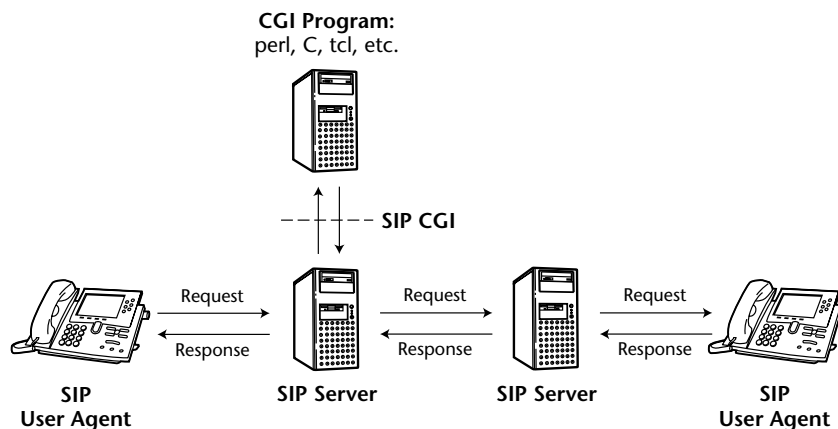 CGI Program:
perl, C, tcl, etc.
SIP CGI
Request
Request
Request
Response
Response
Response
SIP
User Agent
SIP Server
SIP Server
SIP
User Agent